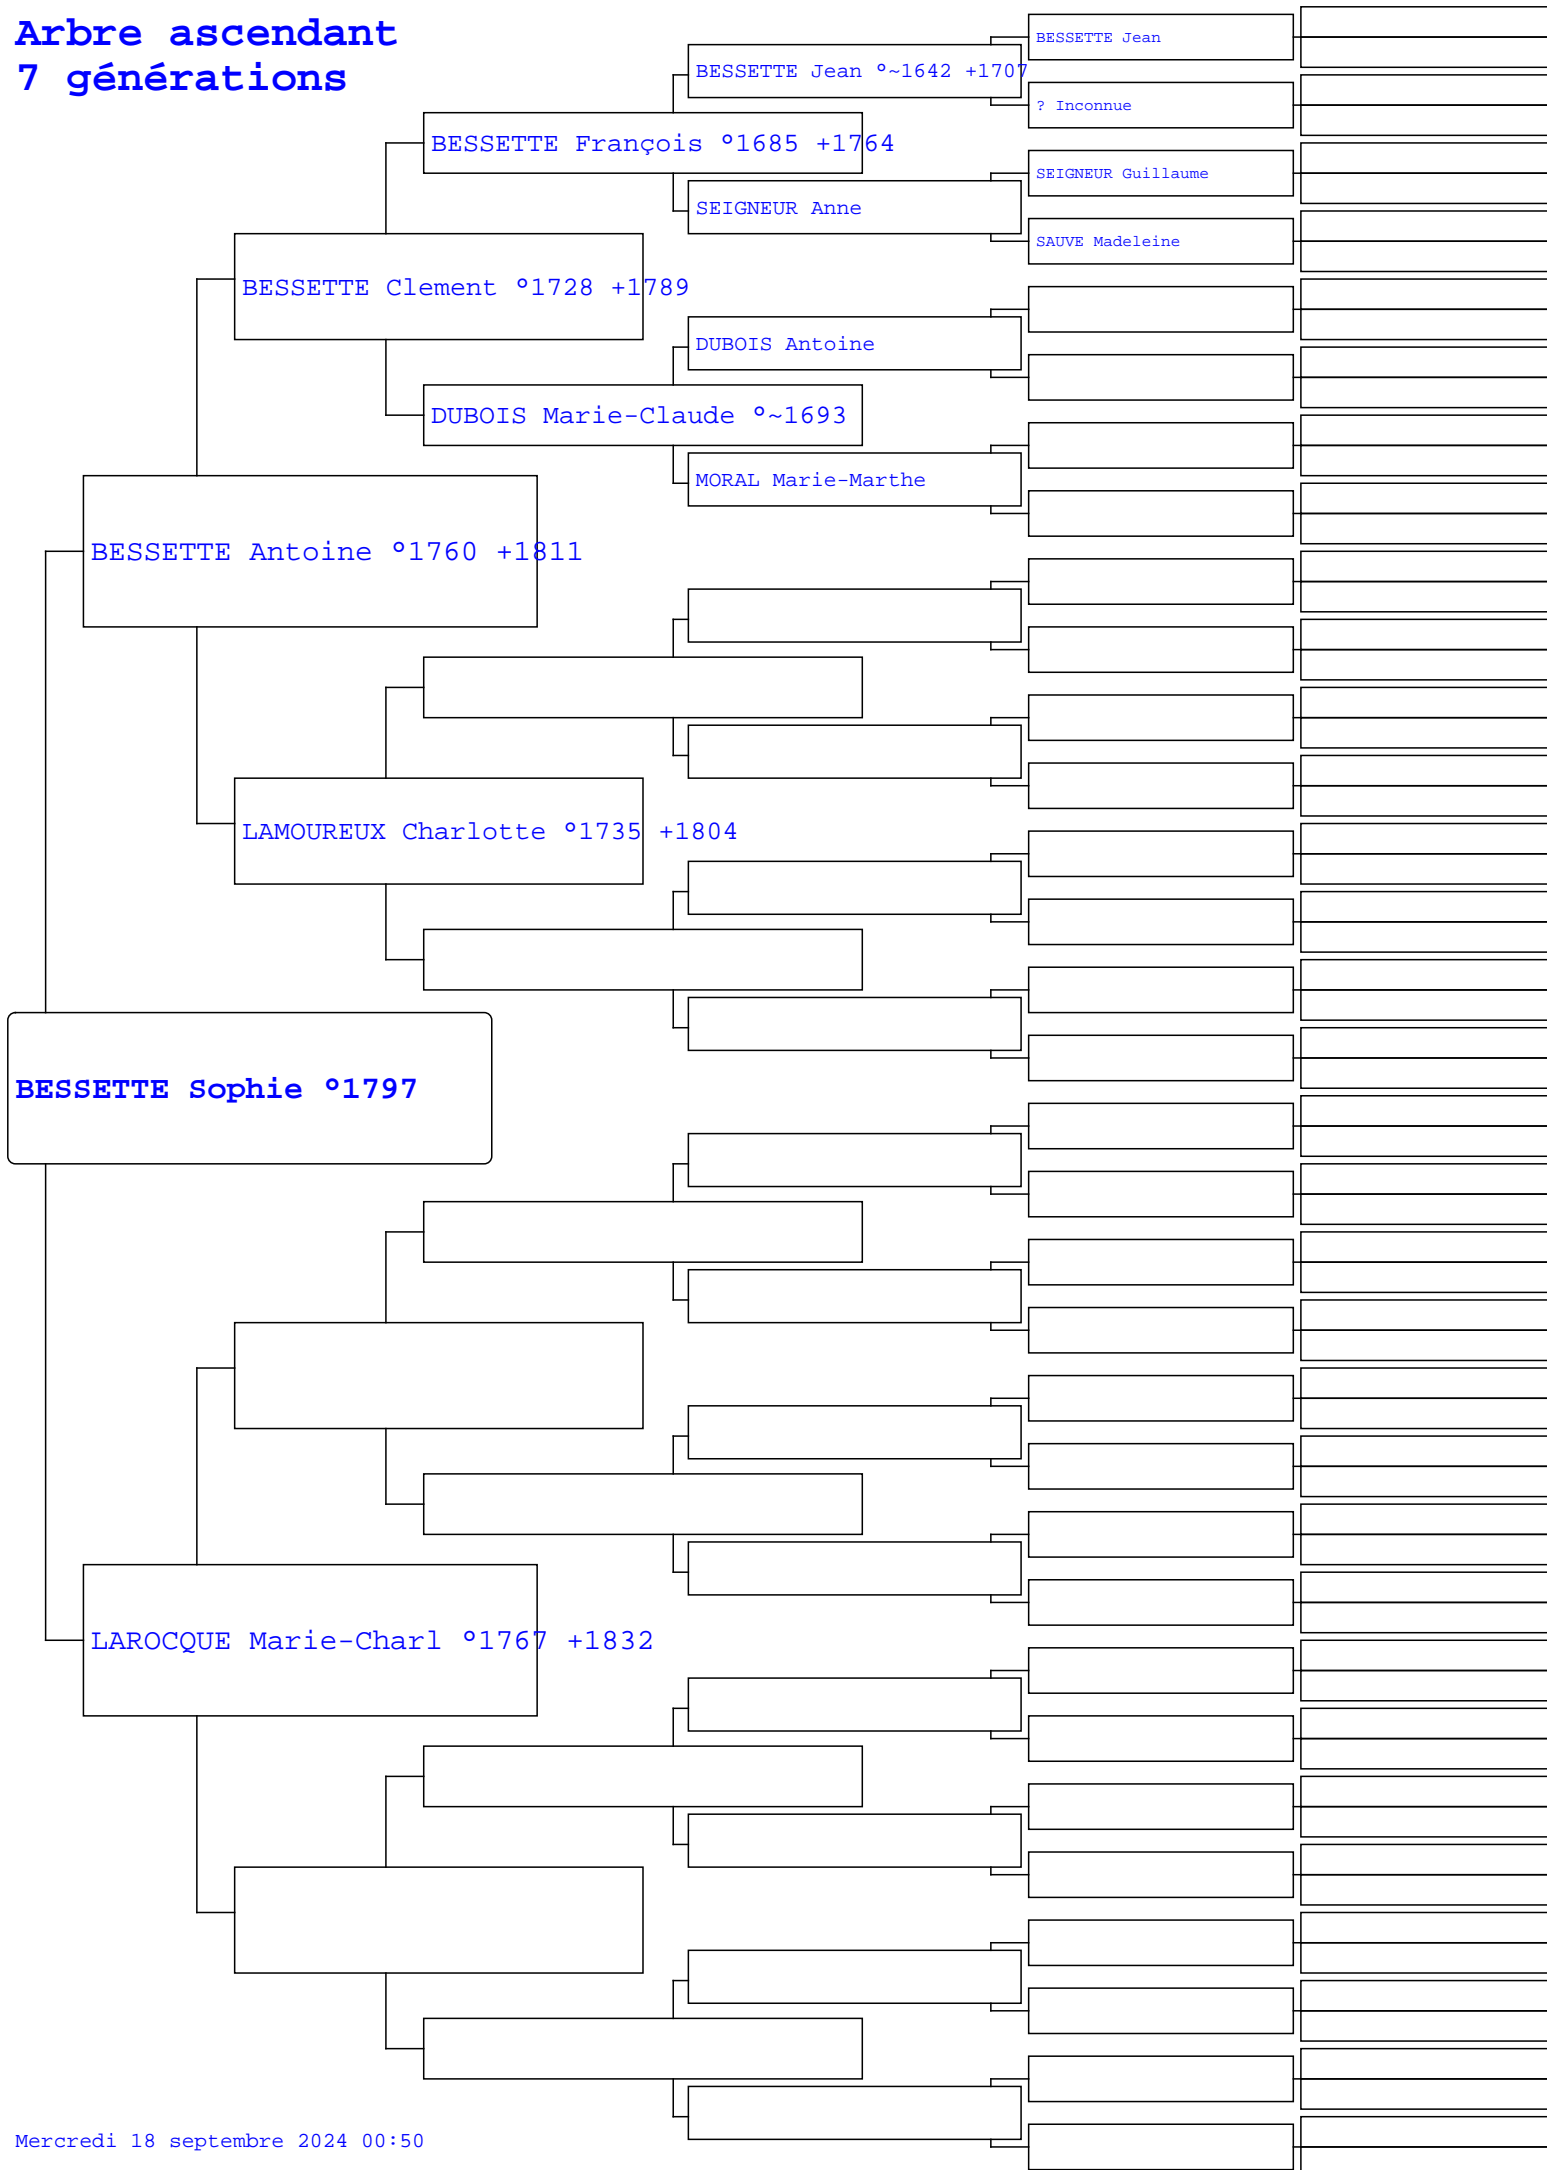 Arbre ascendant
7 générations
BESSETTE Jean
BESSETTE Jean °~1642 +1707
? Inconnue
BESSETTE François °1685 +1764
SEIGNEUR Guillaume
SEIGNEUR Anne
SAUVE Madeleine
BESSETTE Clement °1728 +1789
DUBOIS Antoine
DUBOIS Marie-Claude °~1693
MORAL Marie-Marthe
BESSETTE Antoine °1760 +1811
LAMOUREUX Charlotte °1735 +1804
BESSETTE Sophie °1797
LAROCQUE Marie-Charl °1767 +1832
Mercredi 18 septembre 2024 00:50